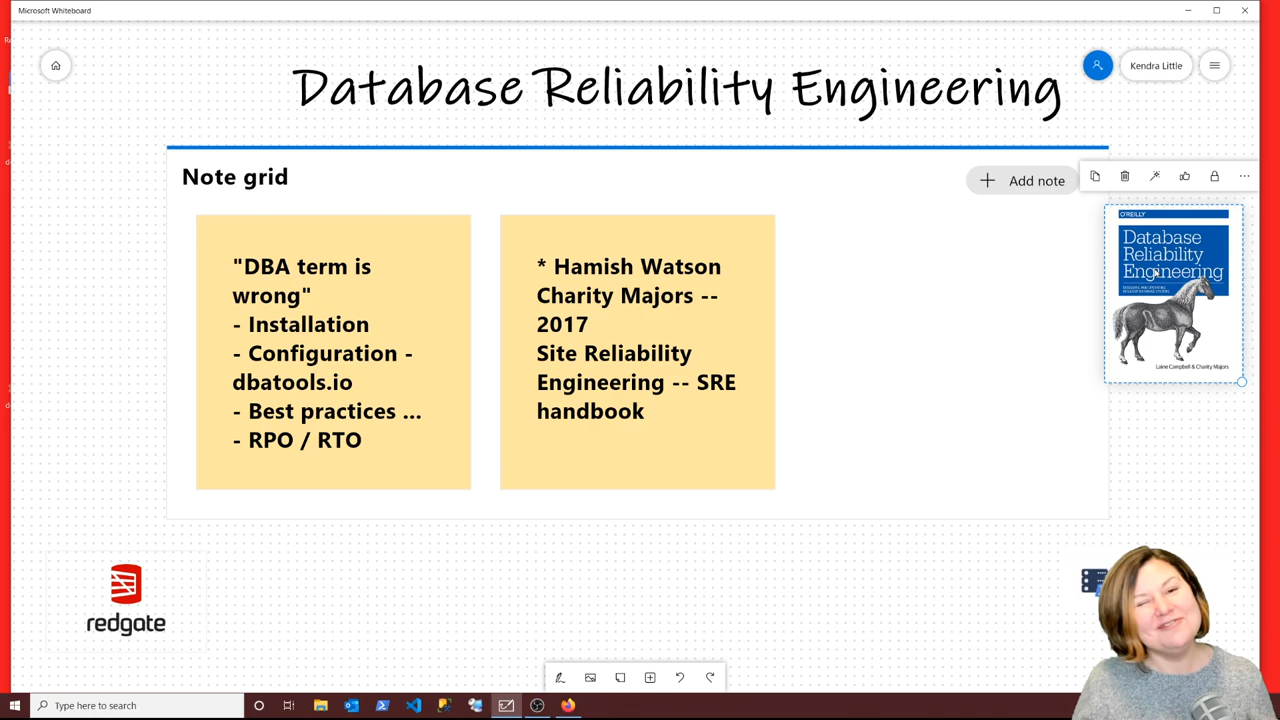 Microsoft Whiteboard
Database Reliability Engineering
Kendra Little
Note grid
Add note
"DBA term is
wrong"
- Installation
- Configuration -
dbatools.io
- Best practices ...
- RPO / RTO
* Hamish Watson
Charity Majors --
2017
Site Reliability
Engineering -- SRE
handbook
O'REILLY
Database
Reliability
Engineering
Laine Campbell & Charity Majors
redgate
Type here to search